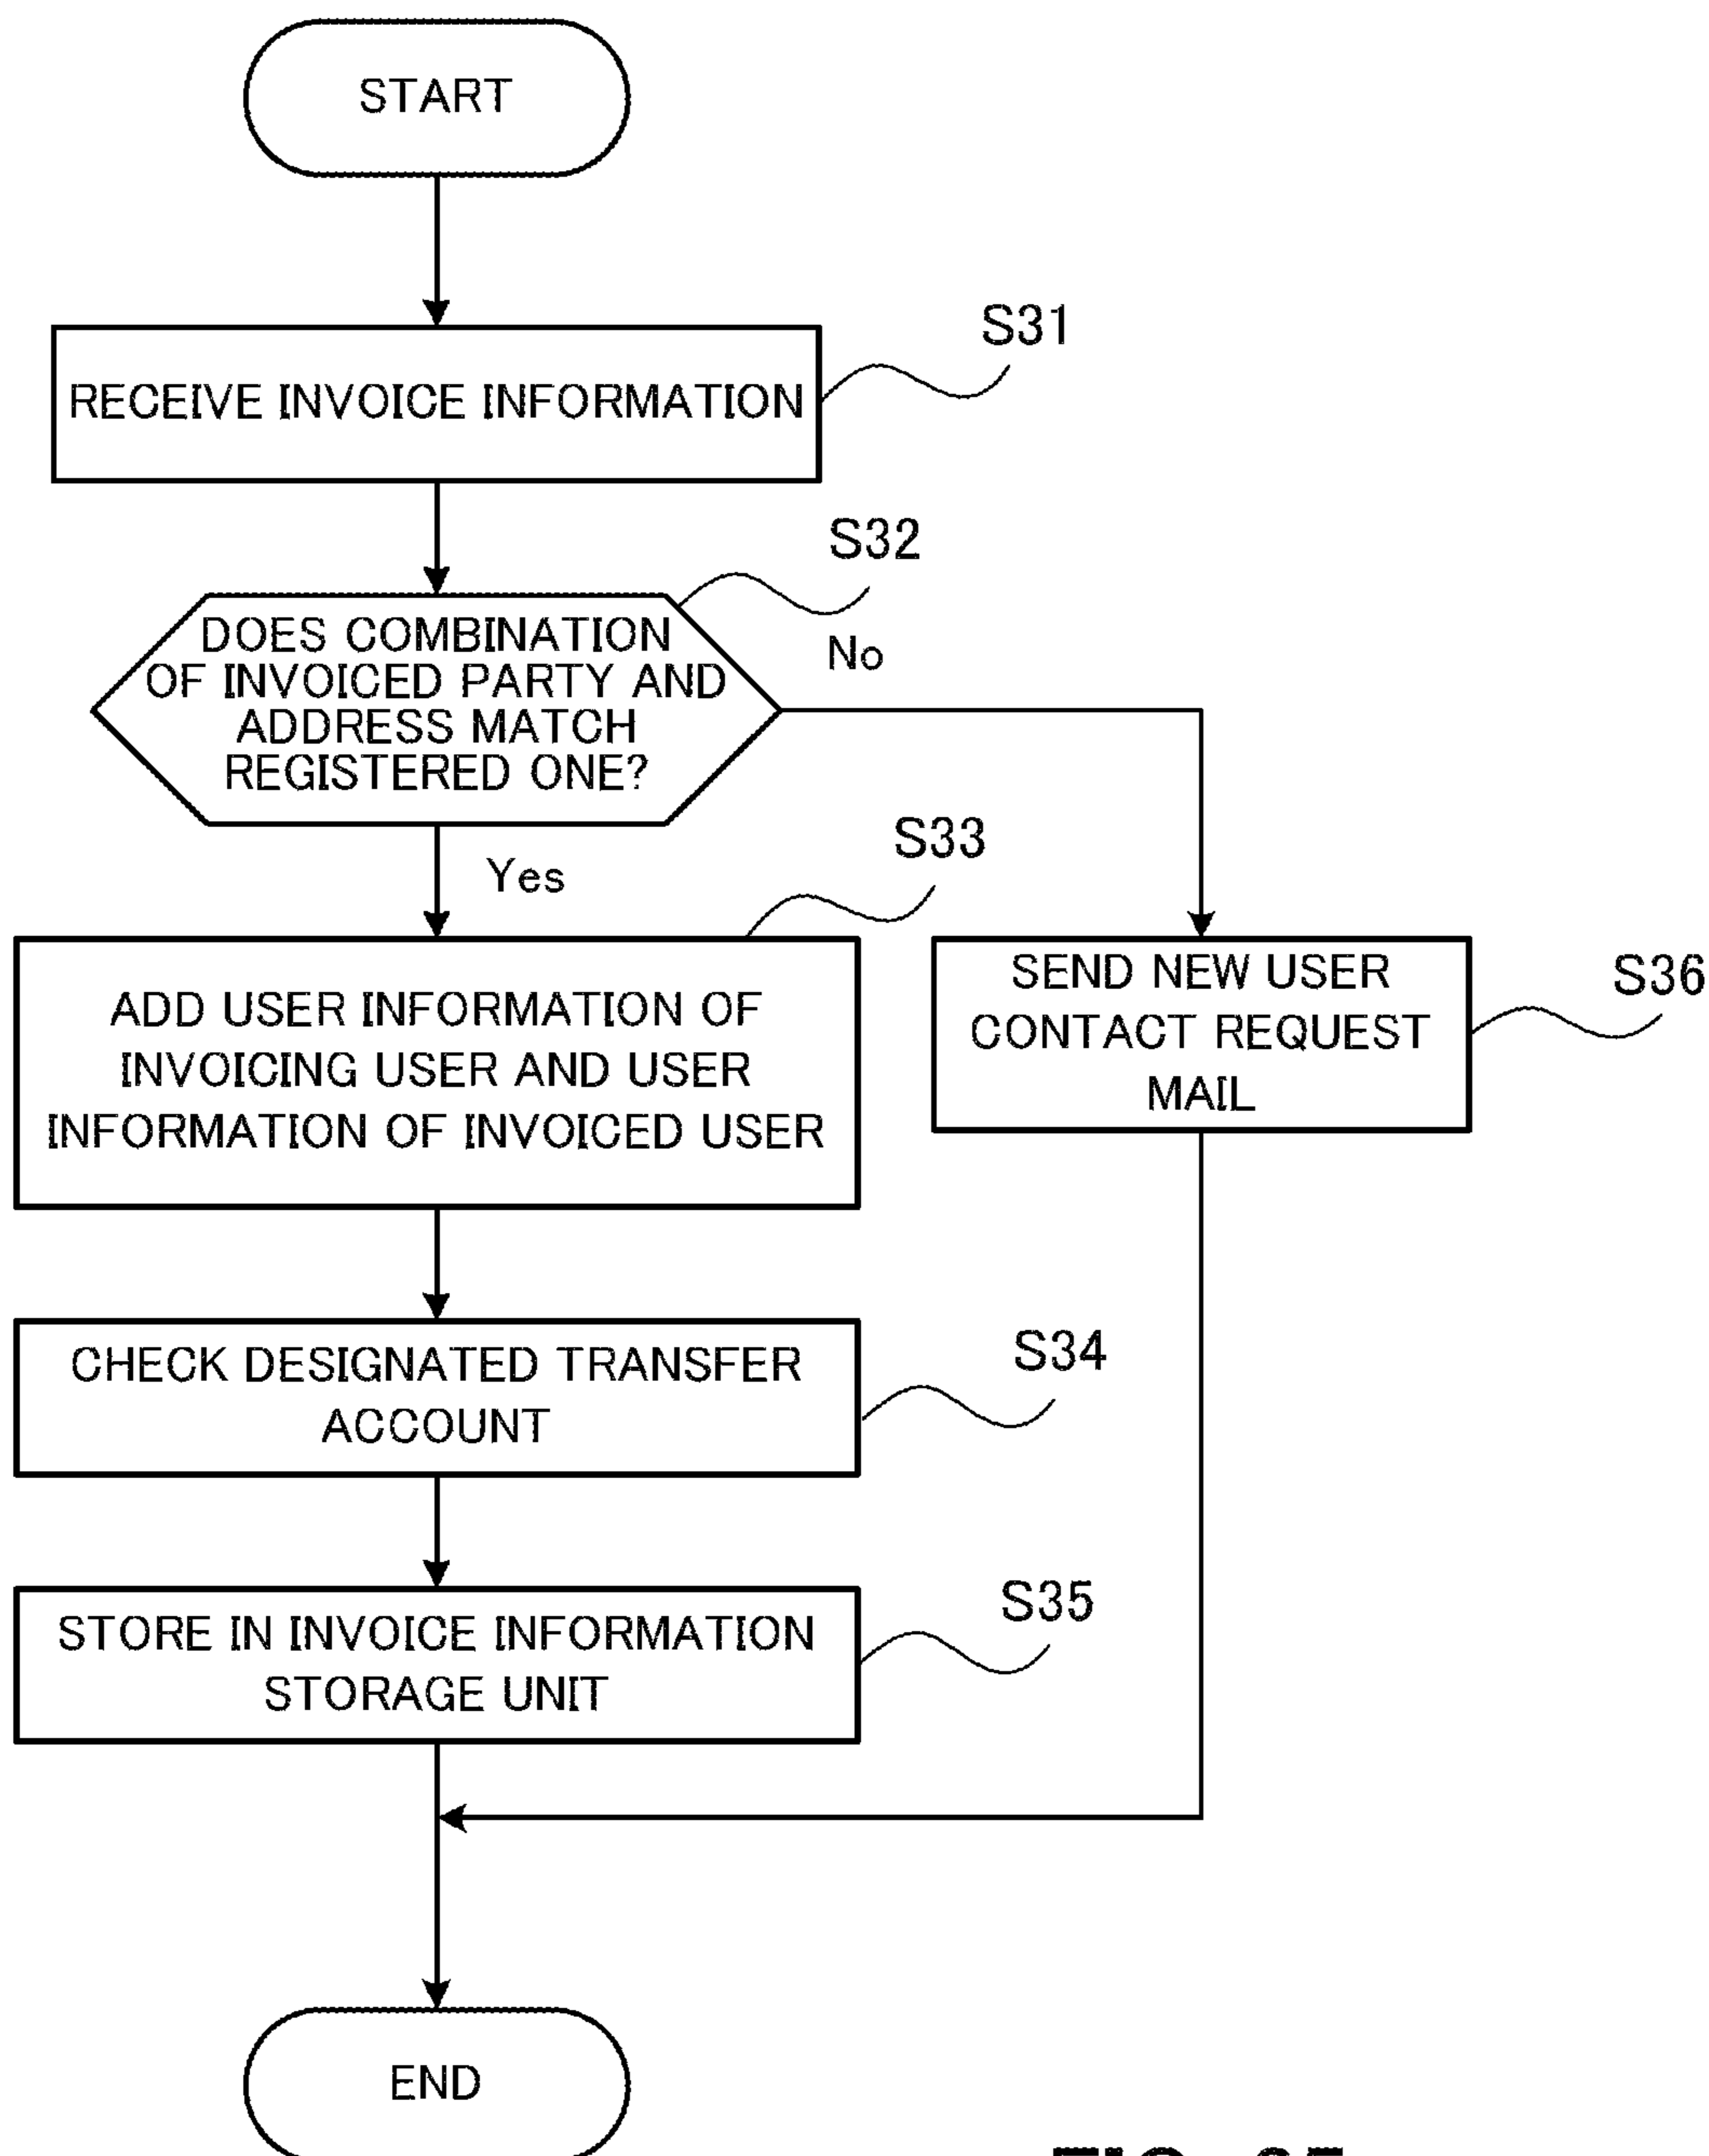 START
S31
RECEIVE INVOICE INFORMATION
S32
DOES COMBINATION
OF INVOICED PARTY AND
ADDRESS MATCH
REGISTERED ONE?
No
Yes
S33
ADD USER INFORMATION OF
INVOICING USER AND USER
INFORMATION OF INVOICED USER
SEND NEW USER
CONTACT REQUEST
MAIL
S36
CHECK DESIGNATED TRANSFER
ACCOUNT
S34
STORE IN INVOICE INFORMATION
STORAGE UNIT
S35
END